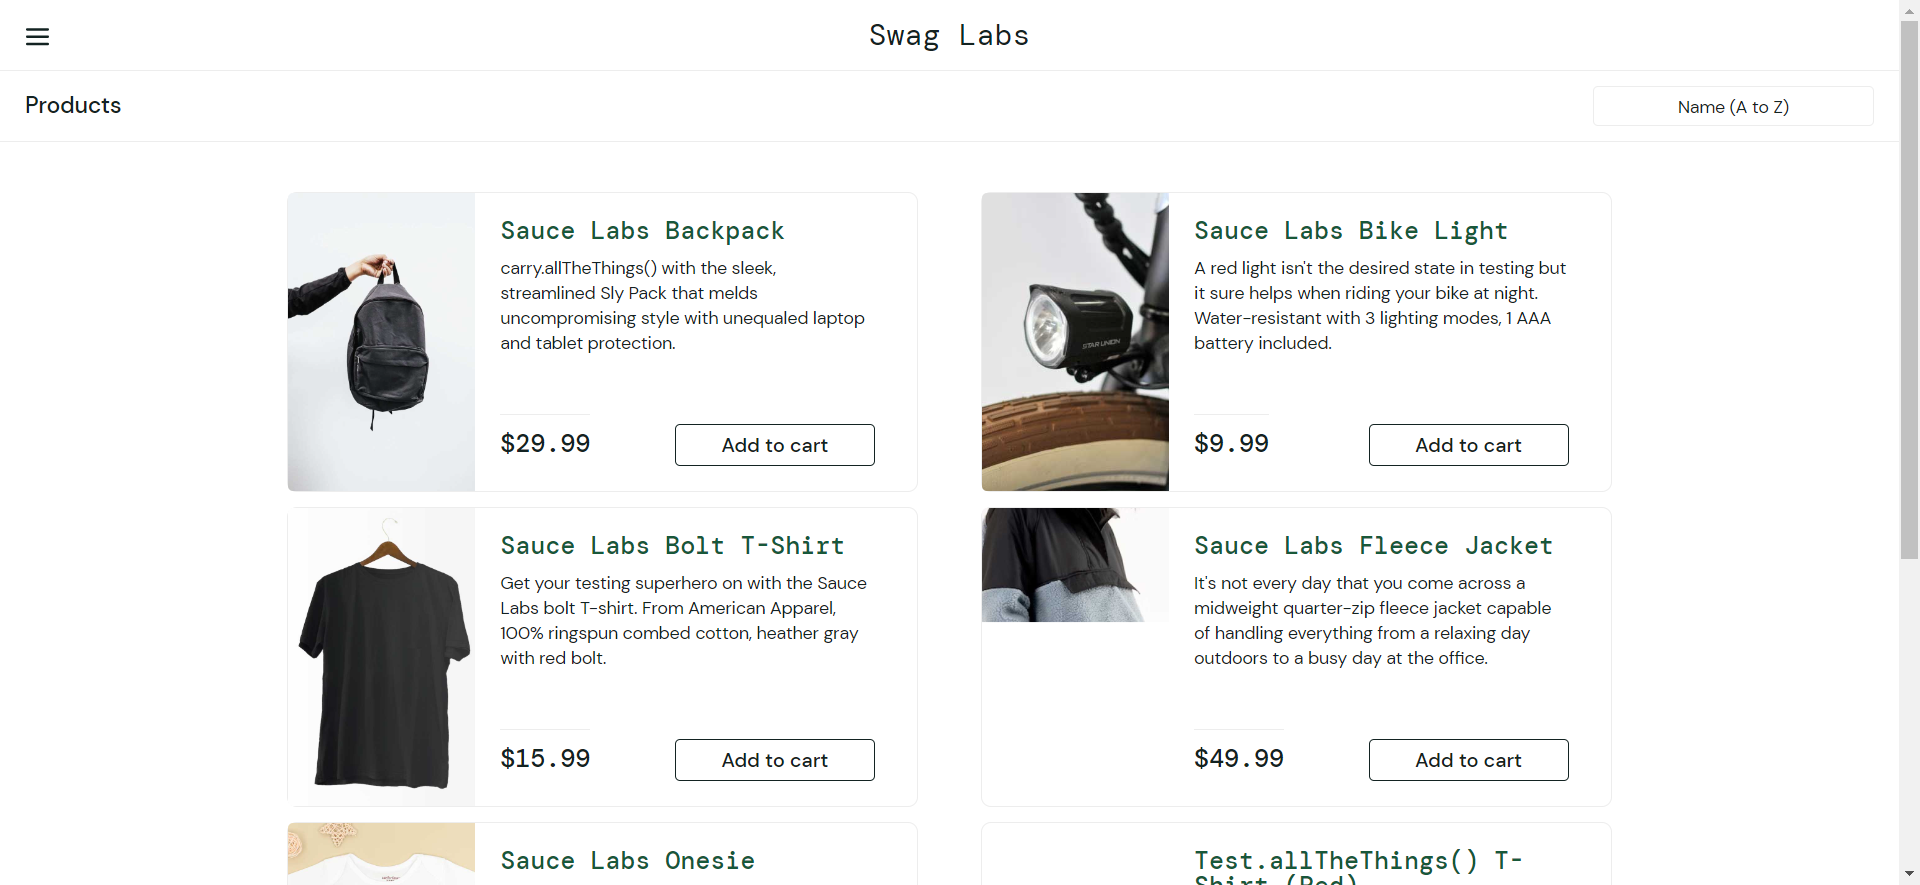 Swag Labs
Products
Name (A to Z)
Sauce Labs Backpack
carry.allTheThings() with the sleek,
streamlined Sly Pack that melds
uncompromising style with unequaled laptop
and tablet protection.
$29.99
Add to cart
Sauce Labs Bike Light
A red light isn't the desired state in testing but
it sure helps when riding your bike at night.
Water-resistant with 3 lighting modes, 1 AAA
battery included.
STAR UNION
$9.99
Add to cart
Sauce Labs Bolt T-Shirt
Get your testing superhero on with the Sauce
Labs bolt T-shirt. From American Apparel,
100% ringspun combed cotton, heather gray
with red bolt.
$15.99
Add to cart
Sauce Labs Fleece Jacket
It's not every day that you come across a
midweight quarter-zip fleece jacket capable
of handling everything from a relaxing day
outdoors to a busy day at the office.
$49.99
Add to cart
Sauce Labs Onesie
Test.allTheThings() T-
Shirt (Red)